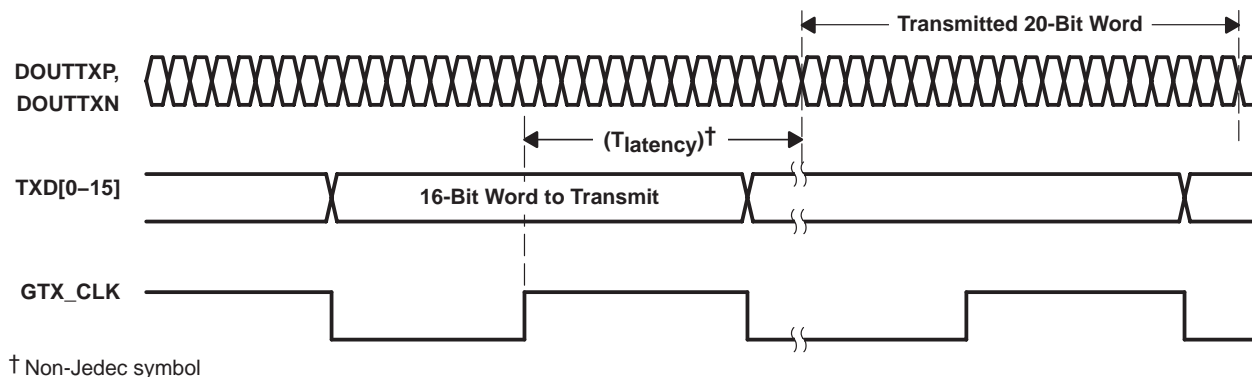 Transmitted 20-Bit Word
DOUTTXP,
DOUTTXN
(Tlatency)†
TXD[0–15]
16-Bit Word to Transmit
GTX_CLK
† Non-Jedec symbol